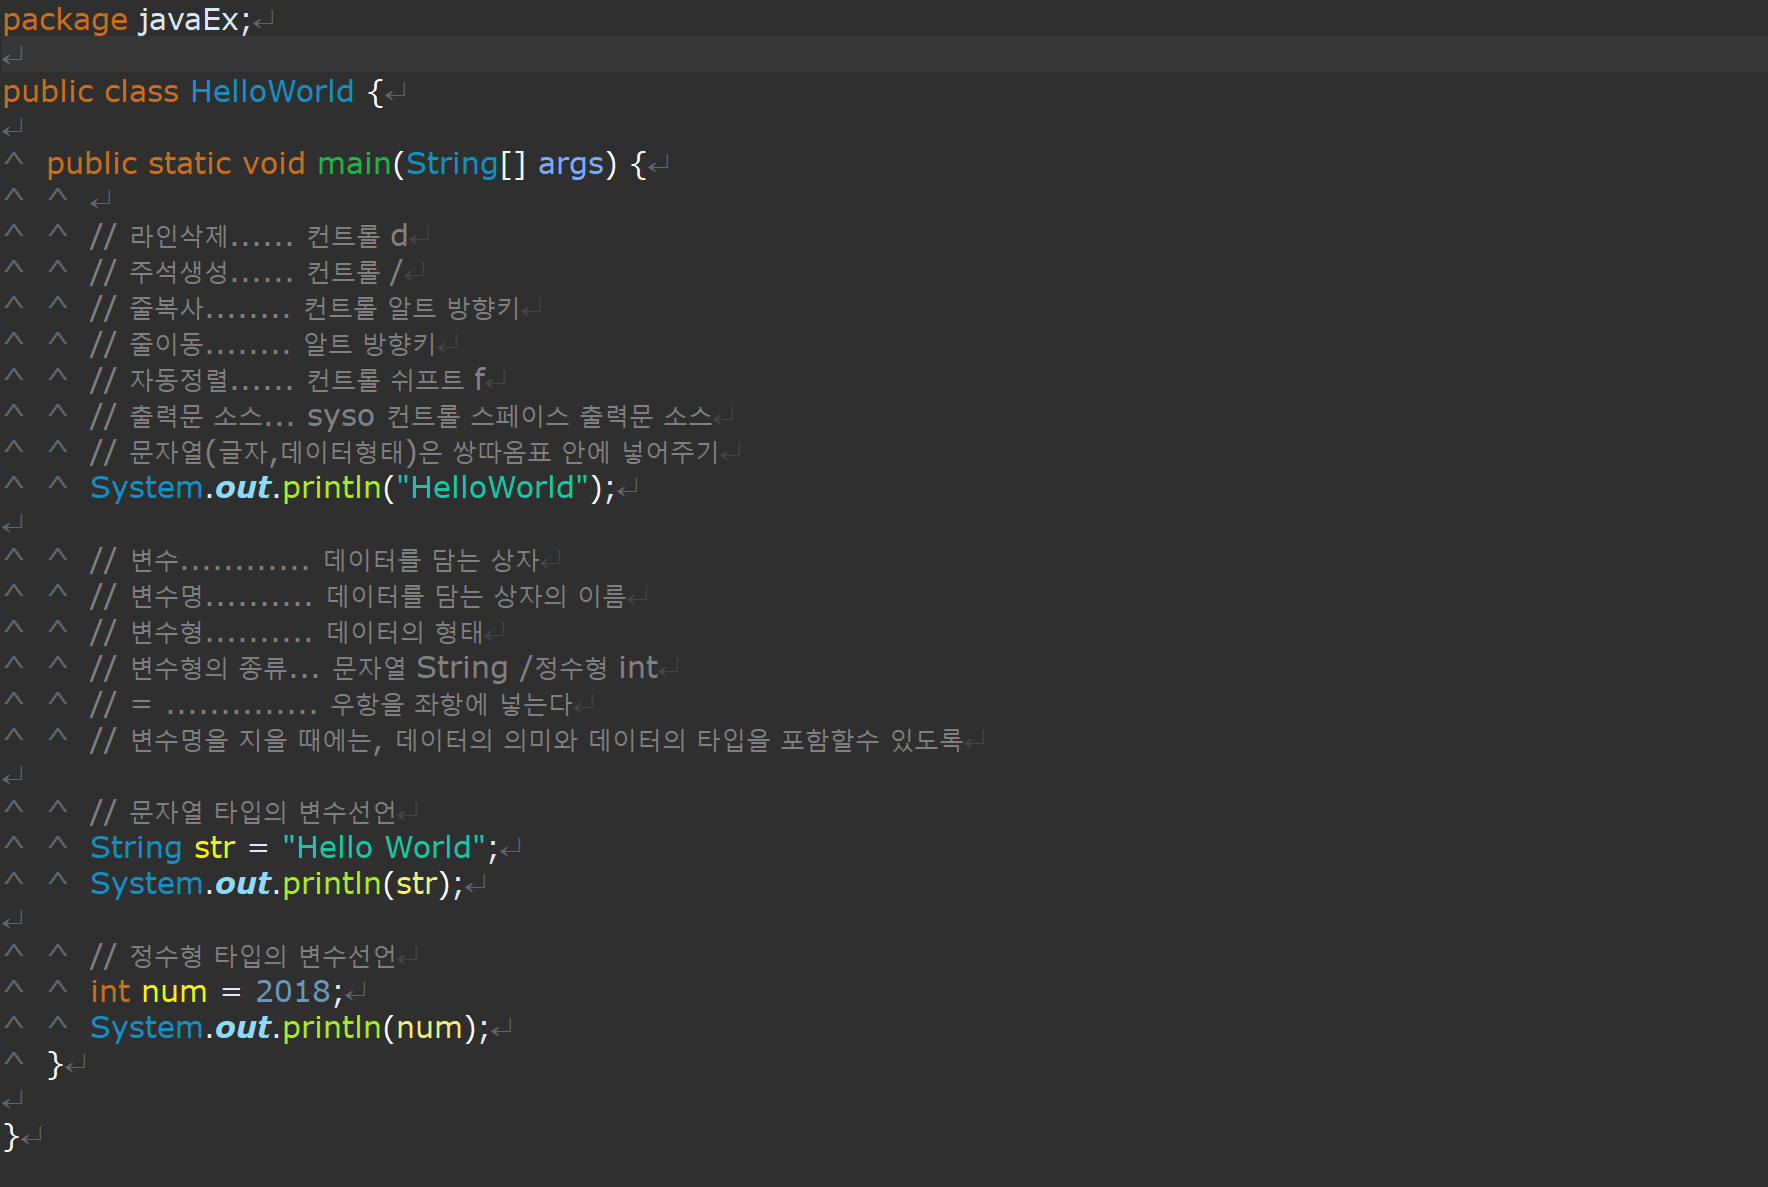 package javaEx;
public class HelloWorld {
public static void main(String[] args) {
// 라인삭제...... 컨트롤 d
// 주석생성...... 컨트롤 /
// 줄복사........ 컨트롤 알트 방향키
// 줄이동........ 알트 방향키
// 자동정렬...... 컨트롤 쉬프트 f
// 출력문 소스... syso 컨트롤 스페이스 출력문 소스
// 문자열(글자,데이터형태)은 쌍따옴표 안에 넣어주기
System.out.println("HelloWorld");
// 변수............ 데이터를 담는 상자
// 변수명.......... 데이터를 담는 상자의 이름
// 변수형.......... 데이터의 형태
// 변수형의 종류... 문자열 String /정수형 int
// = .............. 우항을 좌항에 넣는다
// 변수명을 지을 때에는, 데이터의 의미와 데이터의 타입을 포함할수 있도록
// 문자열 타입의 변수선언
String str = "Hello World";
System.out.println(str);
// 정수형 타입의 변수선언
int num = 2018;
System.out.println(num);
}
}